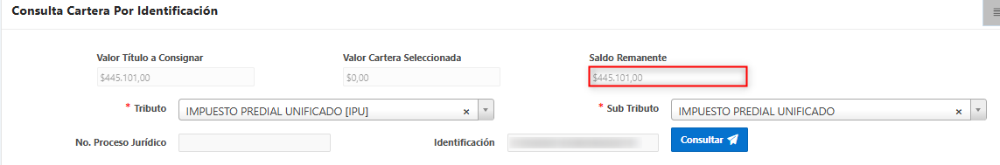 Consulta Cartera Por Identificación
Valor Título a Consignar Valor Cartera Seleccionada Saldo Remanente
$445.101,00 $0,00 $445.101,00
* Tributo IMPUESTO PREDIAL UNIFICADO [IPU] × * Sub Tributo IMPUESTO PREDIAL UNIFICADO ×
No. Proceso Jurídico Identificación Consultar